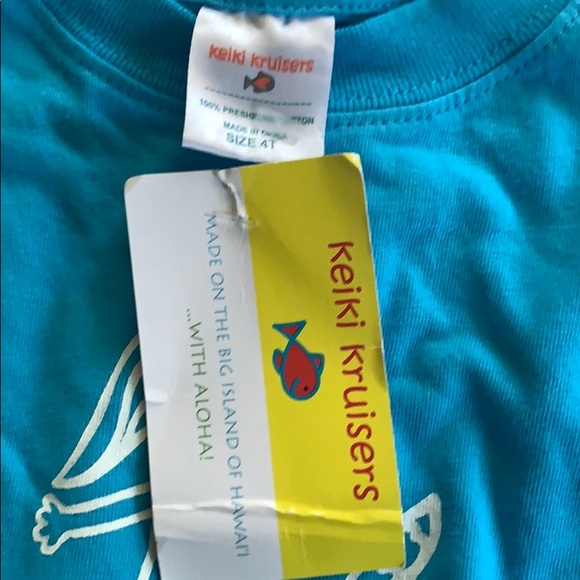 keiki kruisers
100% PRESHRUNK COTTON
MADE IN
SIZE 4T
keiki kruisers
MADE ON THE BIG ISLAND OF HAWAI'I
...WITH ALOHA!